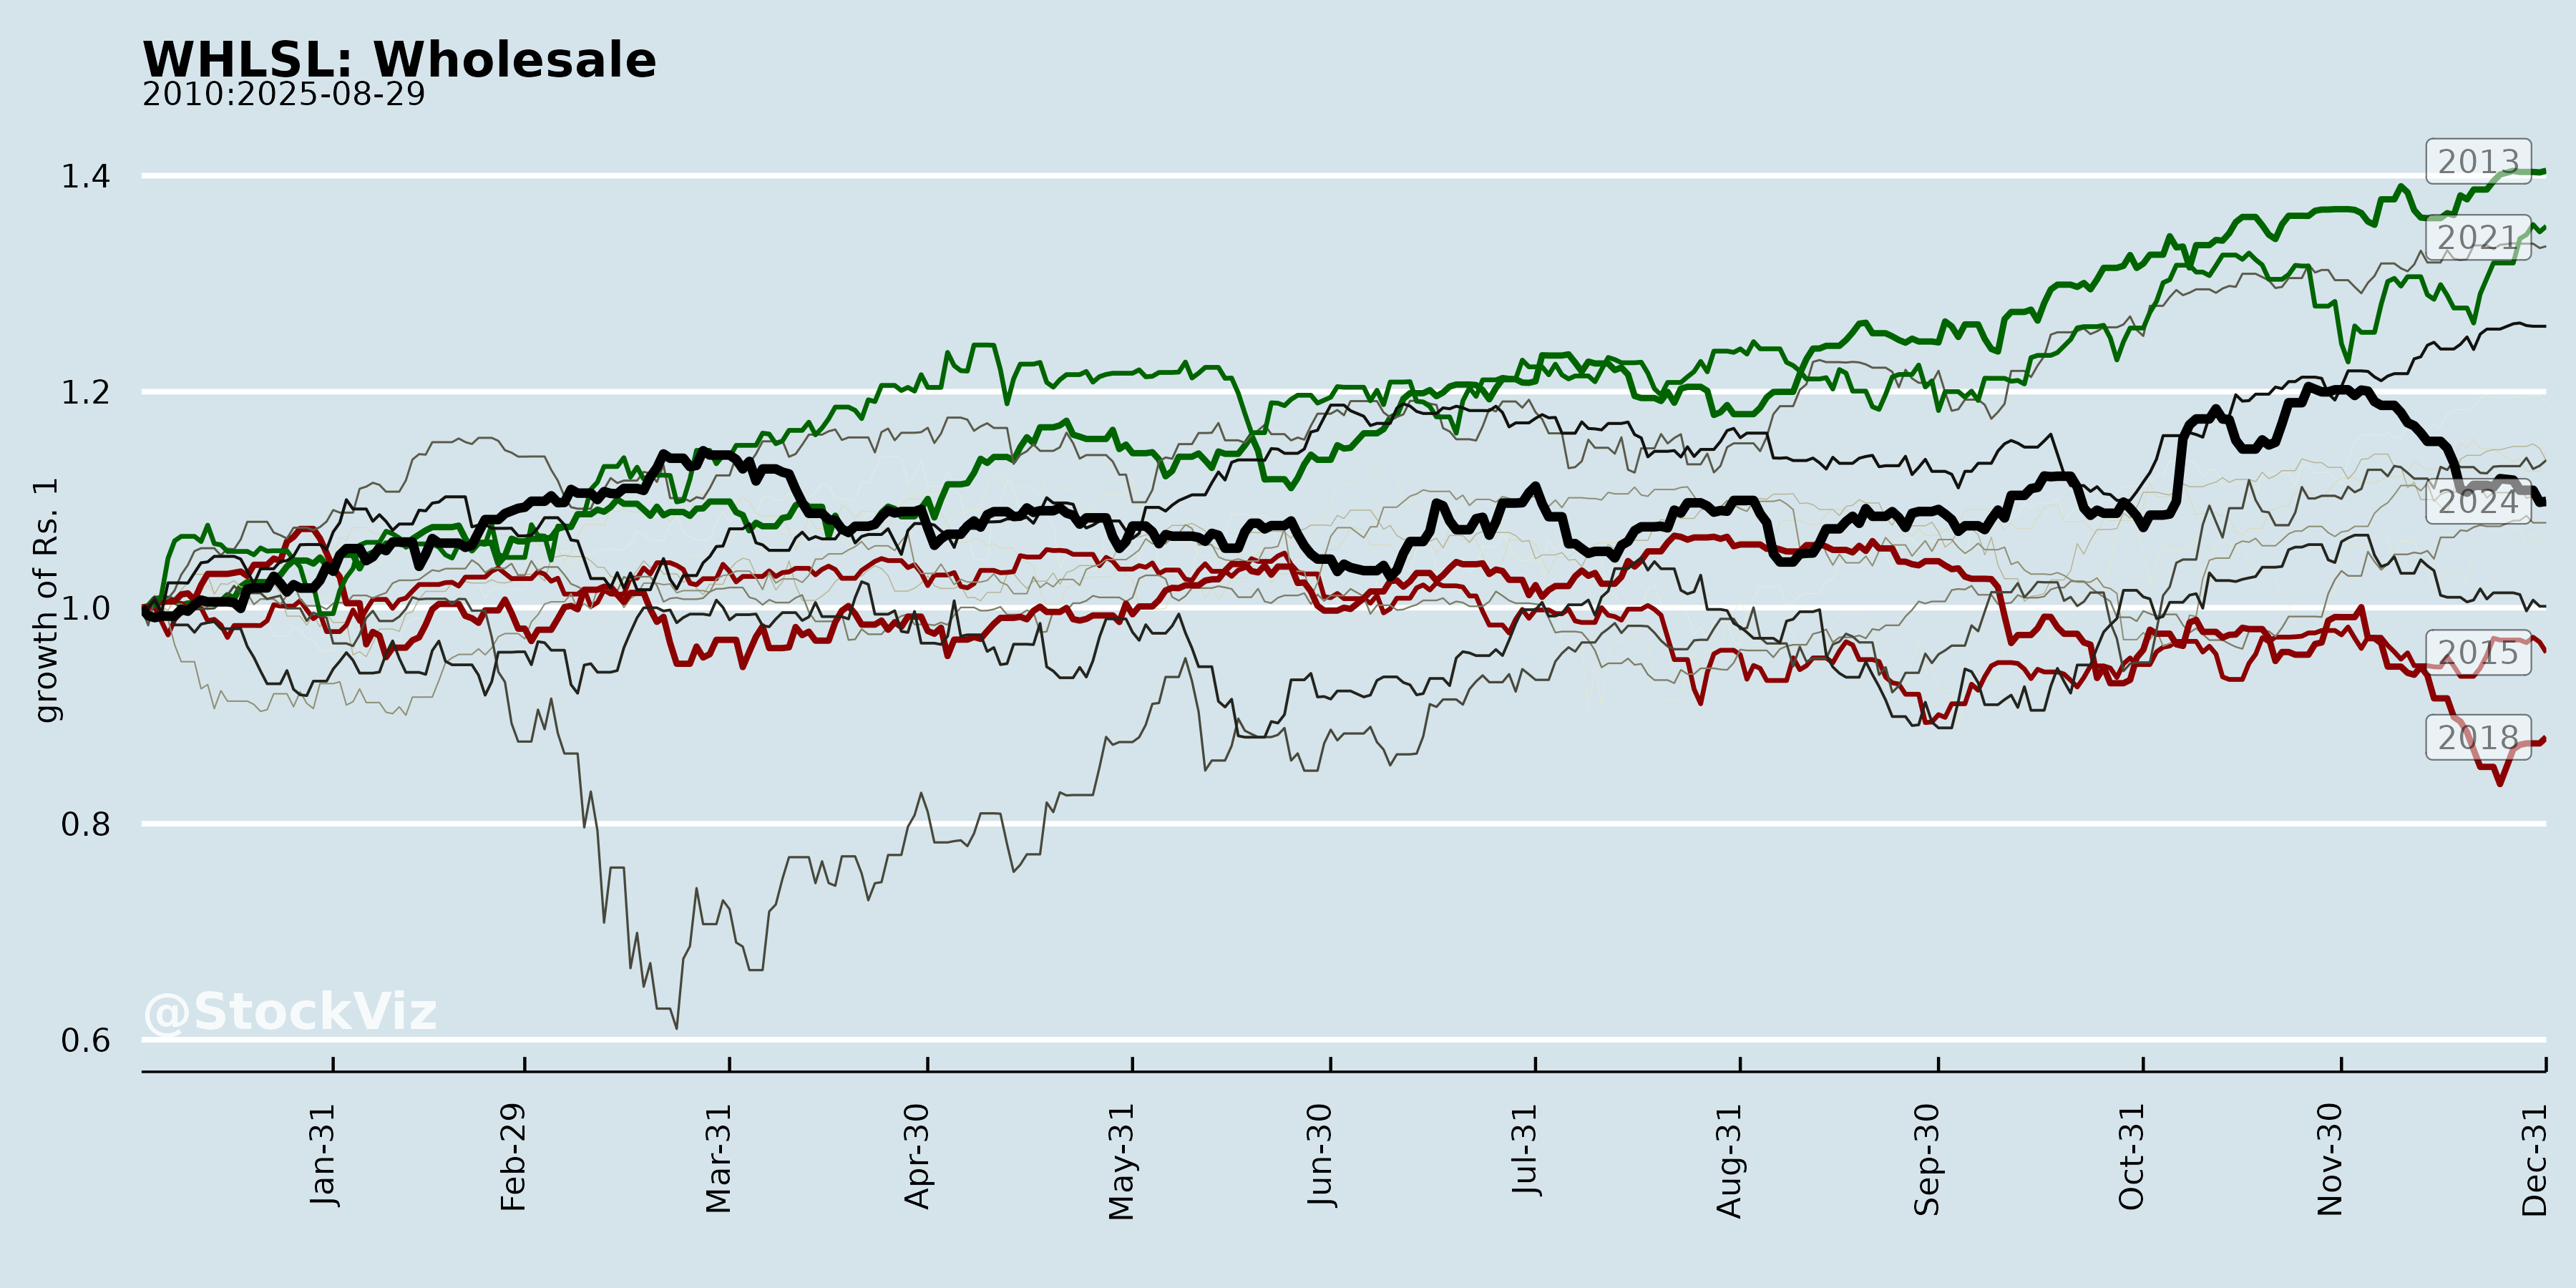 WHLSL: Wholesale
2010:2025-08-29
growth of Rs. 1
1.4
1.2
1.0
0.8
0.6
2013
2021
2024
2015
2018
@StockViz
Jan-31
Feb-29
Mar-31
Apr-30
May-31
Jun-30
Jul-31
Aug-31
Sep-30
Oct-31
Nov-30
Dec-31